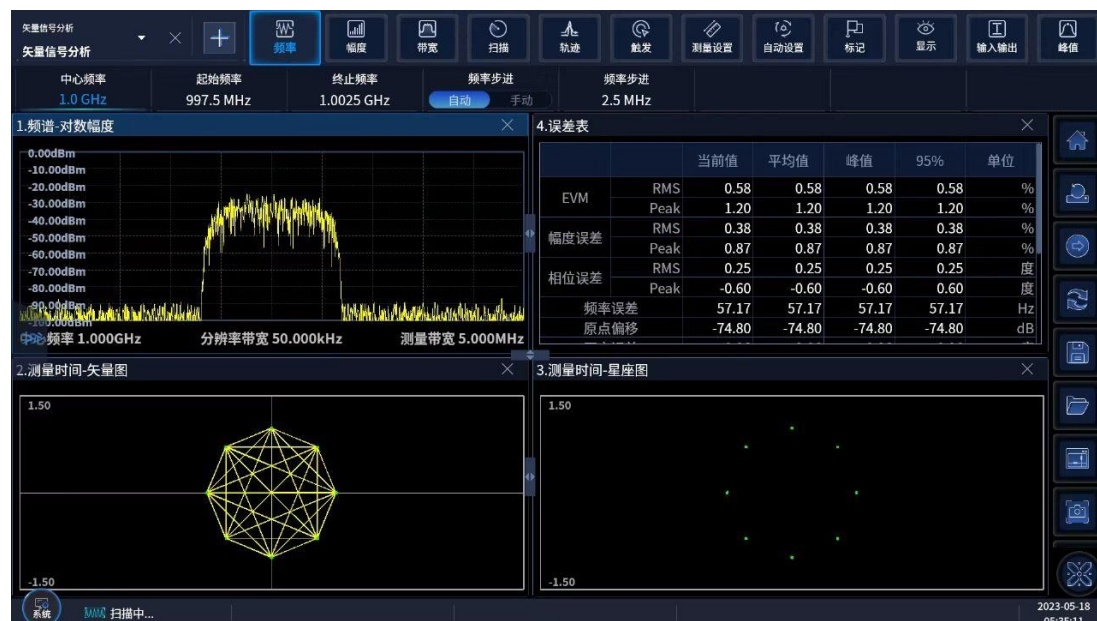 矢量信号分析
矢量信号分析
频率
幅度
带宽
扫描
轨迹
触发
测量设置
自动设置
标记
显示
输入输出
峰值
中心频率 起始频率 终止频率 频率步进 频率步进
1.0 GHz 997.5 MHz 1.0025 GHz 自动 手动 2.5 MHz
1.频谱-对数幅度
0.00dBm
-10.00dBm
-20.00dBm
-30.00dBm
-40.00dBm
-50.00dBm
-60.00dBm
-70.00dBm
-80.00dBm
-90.00dBm
-100.00dBm
中心频率 1.000GHz 分辨率带宽 50.000kHz 测量带宽 5.000MHz
4.误差表
当前值 平均值 峰值 95% 单位
EVM RMS 0.58 0.58 0.58 0.58 %
Peak 1.20 1.20 1.20 1.20 %
幅度误差 RMS 0.38 0.38 0.38 0.38 %
Peak 0.87 0.87 0.87 0.87 %
相位误差 RMS 0.25 0.25 0.25 0.25 度
Peak -0.60 -0.60 -0.60 0.60 度
频率误差 57.17 57.17 57.17 57.17 Hz
原点偏移 -74.80 -74.80 -74.80 -74.80 dB
2.测量时间-矢量图
1.50
-1.50
3.测量时间-星座图
1.50
-1.50
系统 扫描中...
2023-05-18
05:35:11